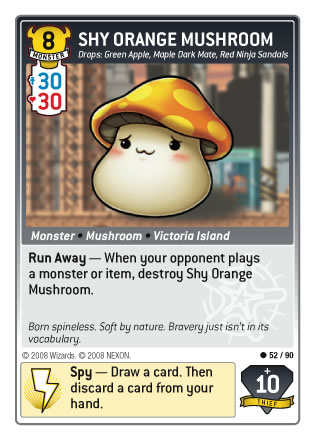 8
MONSTER
SHY ORANGE MUSHROOM
Drops: Green Apple, Maple Dark Mate, Red Ninja Sandals
30
30
Monster • Mushroom • Victoria Island
Run Away — When your opponent plays
a monster or item, destroy Shy Orange
Mushroom.
Born spineless. Soft by nature. Bravery just isn't in its
vocabulary.
© 2008 Wizards. © 2008 NEXON.
● 52 / 90
Spy — Draw a card. Then
discard a card from your
hand.
+
10
THIEF